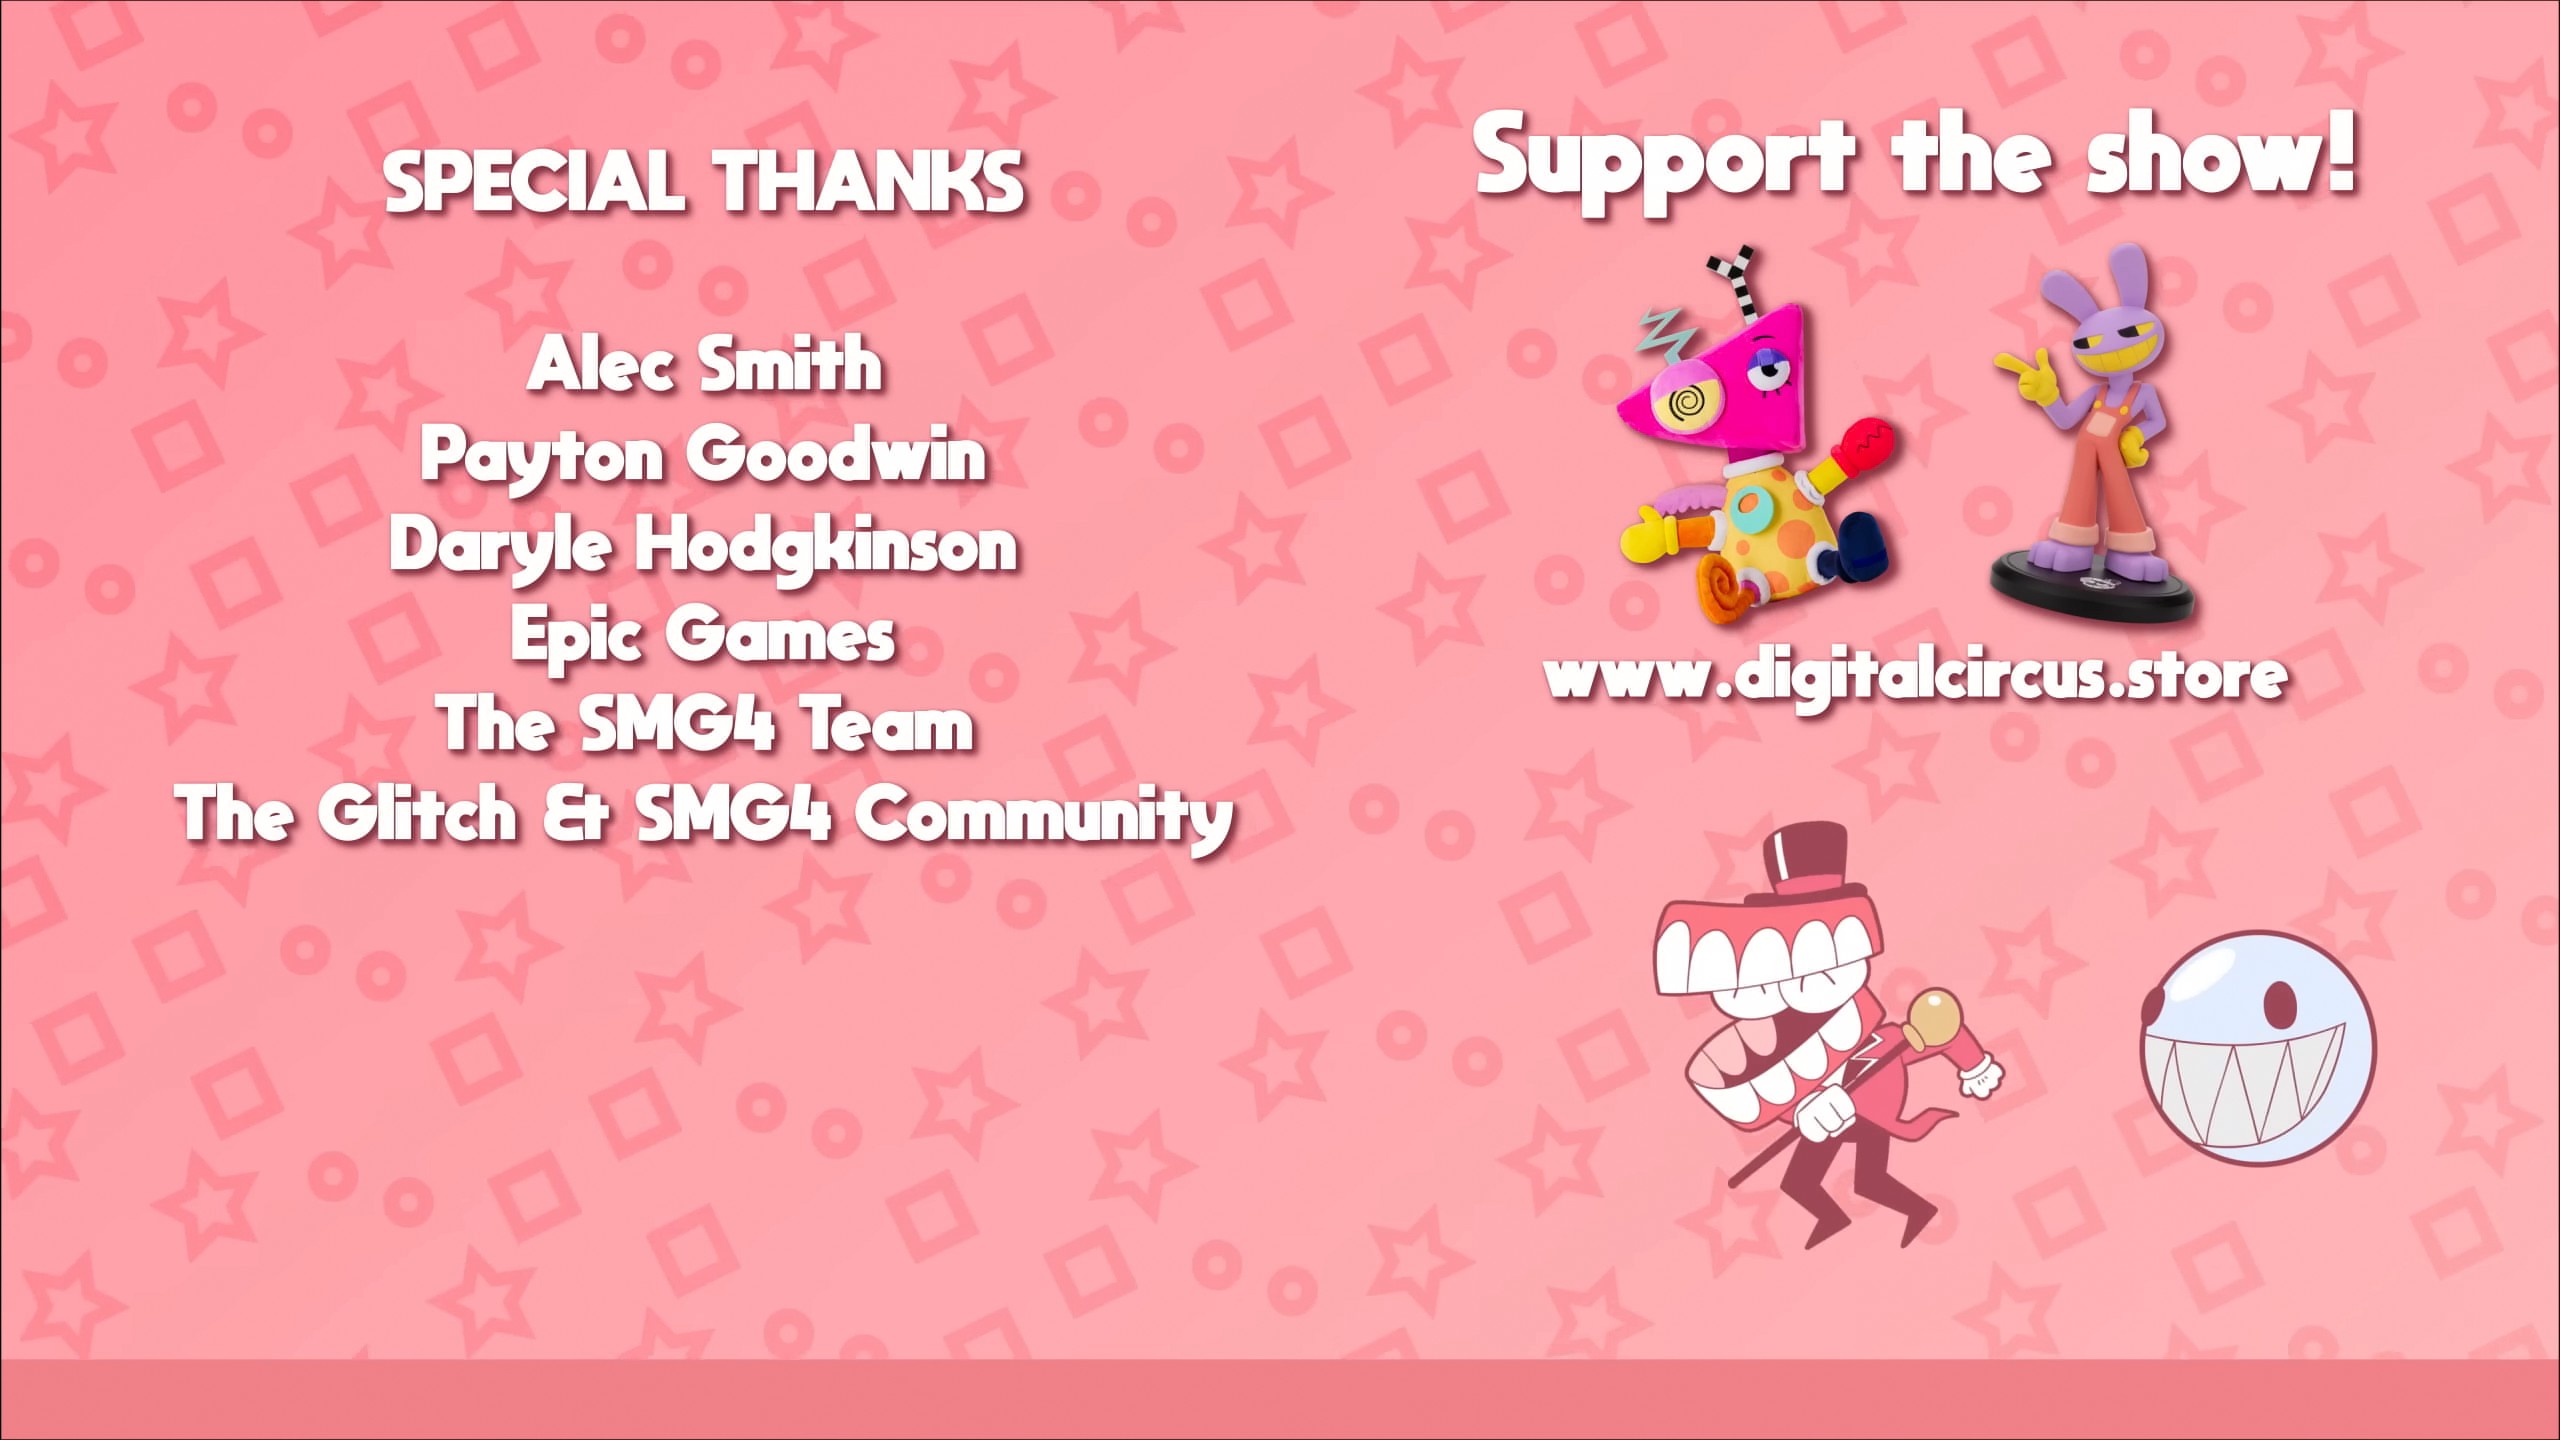 SPECIAL THANKS
Alec Smith
Payton Goodwin
Daryle Hodgkinson
Epic Games
The SMG4 Team
The Glitch & SMG4 Community
Support the show!
www.digitalcircus.store